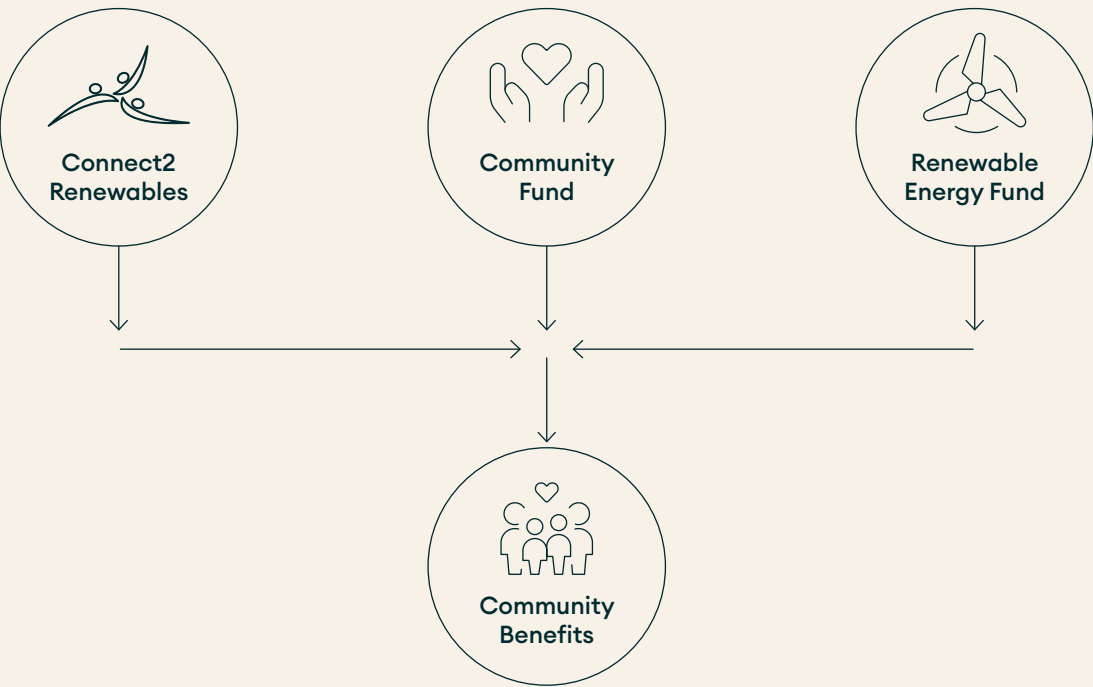 Connect2
Renewables
Community
Fund
Renewable
Energy Fund
Community
Benefits